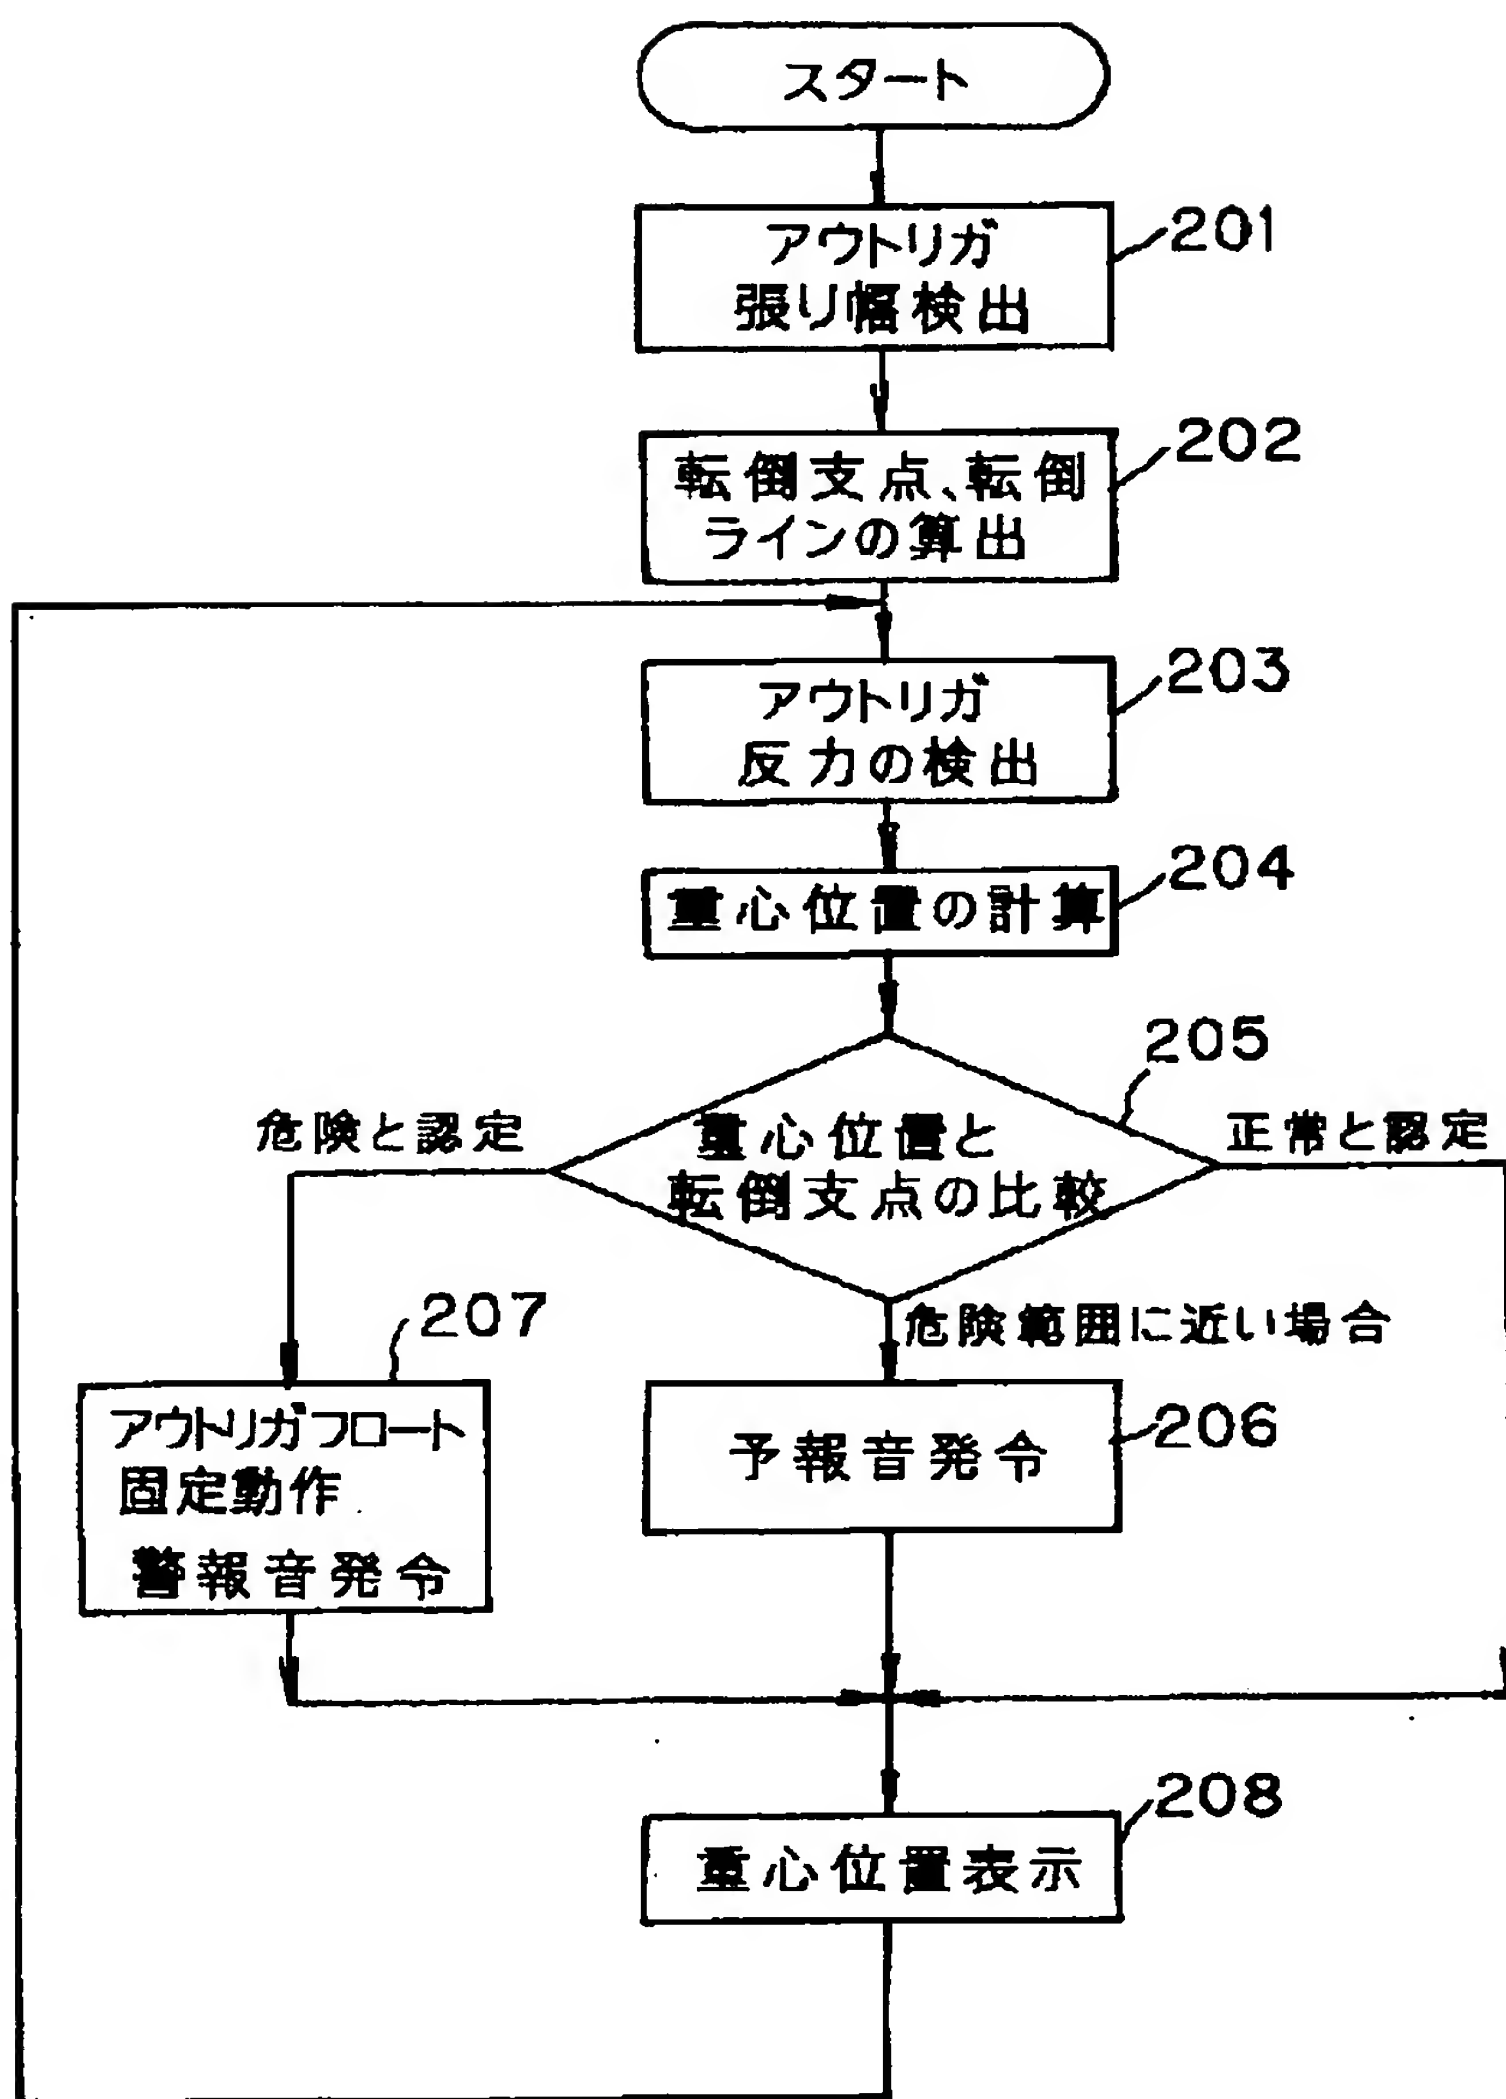 スタート
アウトリガ
張り幅検出
201
転倒支点、転倒
ラインの算出
202
アウトリガ
反力の検出
203
重心位置の計算
204
205
危険と認定
重心位置と
転倒支点の比較
正常と認定
危険範囲に近い場合
207
アウトリガフロート
固定動作
警報音発令
予報音発令
206
重心位置表示
208